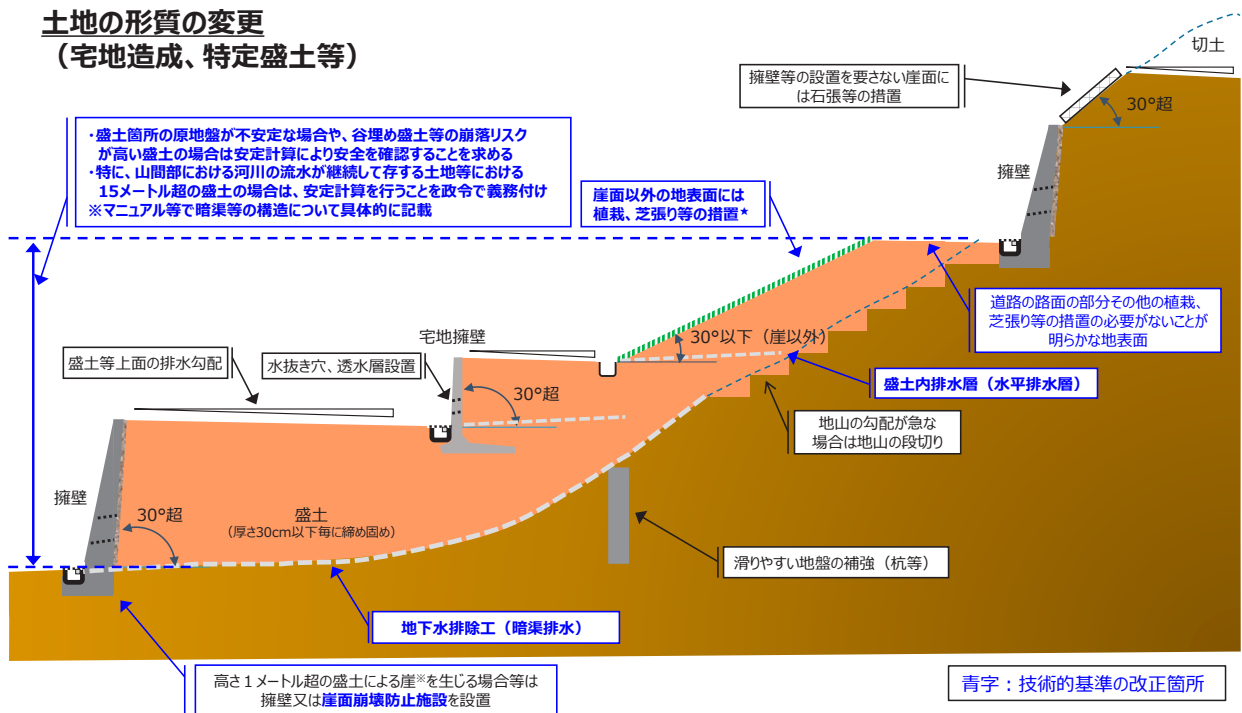 土地の形質の変更
（宅地造成、特定盛土等）
切土
擁壁等の設置を要さない崖面に
は石張等の措置
30°超
擁壁
・盛土箇所の原地盤が不安定な場合や、谷埋め盛土等の崩落リスク
が高い盛土の場合は安定計算により安全を確認することを求める
・特に、山間部における河川の流水が継続して存する土地等における
15メートル超の盛土の場合は、安定計算を行うことを政令で義務付け
※マニュアル等で暗渠等の構造について具体的に記載
崖面以外の地表面には
植栽、芝張り等の措置★
道路の路面の部分その他の植栽、
芝張り等の措置の必要がないことが
明らかな地表面
30°以下（崖以外）
宅地擁壁
盛土等上面の排水勾配
水抜き穴、透水層設置
30°超
盛土内排水層（水平排水層）
地山の勾配が急な
場合は地山の段切り
擁壁
30°超
盛土
（厚さ30cm以下毎に締め固め）
滑りやすい地盤の補強（杭等）
地下水排除工（暗渠排水）
高さ１メートル超の盛土による崖※を生じる場合等は
擁壁又は崖面崩壊防止施設を設置
青字：技術的基準の改正箇所